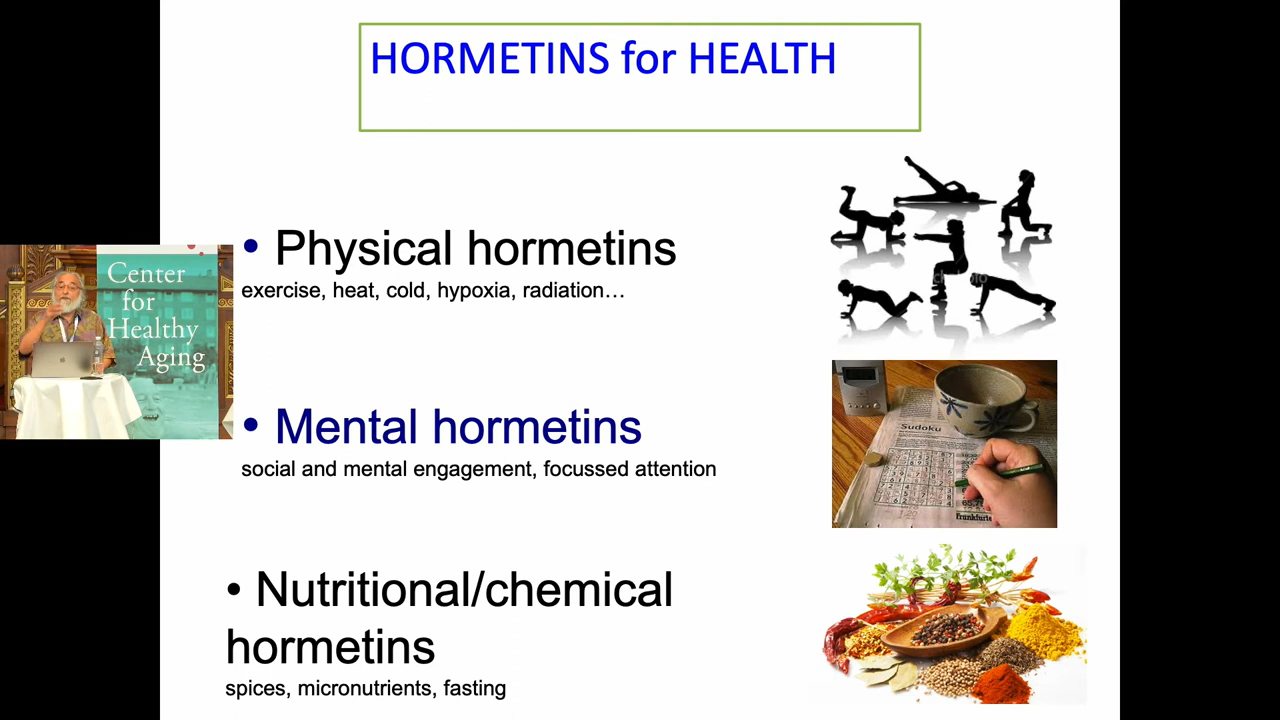 HORMETINS for HEALTH
• Physical hormetins
exercise, heat, cold, hypoxia, radiation…
Center
for
Healthy
Aging
• Mental hormetins
social and mental engagement, focussed attention
Sudoku
Frankfurte
• Nutritional/chemical
hormetins
spices, micronutrients, fasting